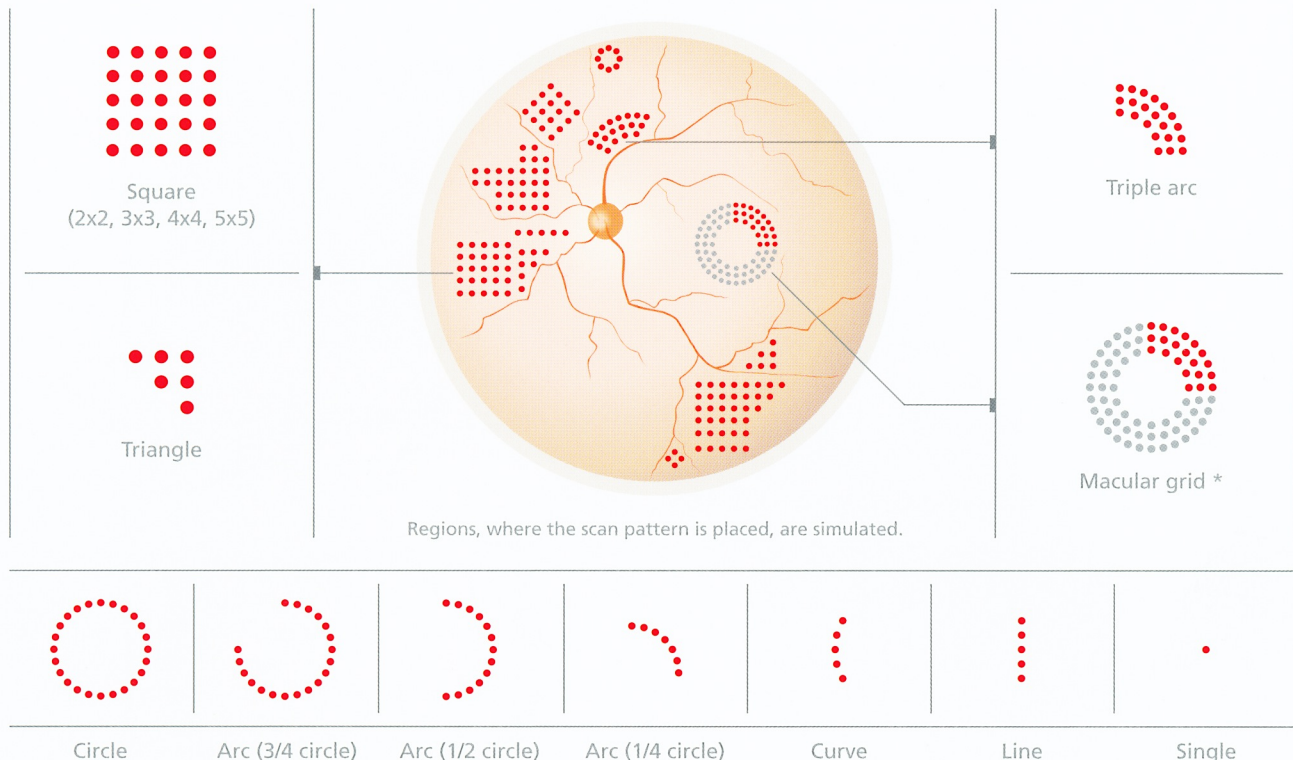 Square
(2x2, 3x3, 4x4, 5x5)
Triple arc
Triangle
Macular grid *
Regions, where the scan pattern is placed, are simulated.
Circle
Arc (3/4 circle)
Arc (1/2 circle)
Arc (1/4 circle)
Curve
Line
Single